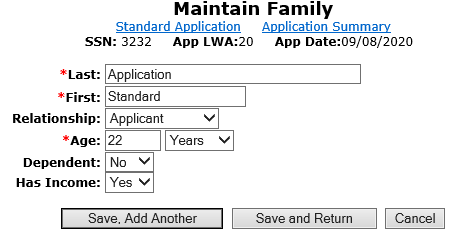 Maintain Family
Standard Application Application Summary
SSN: 3232 App LWA:20 App Date:09/08/2020
*Last: Application
*First: Standard
Relationship: Applicant
*Age: 22 Years
Dependent: No
Has Income: Yes
Save, Add Another Save and Return Cancel